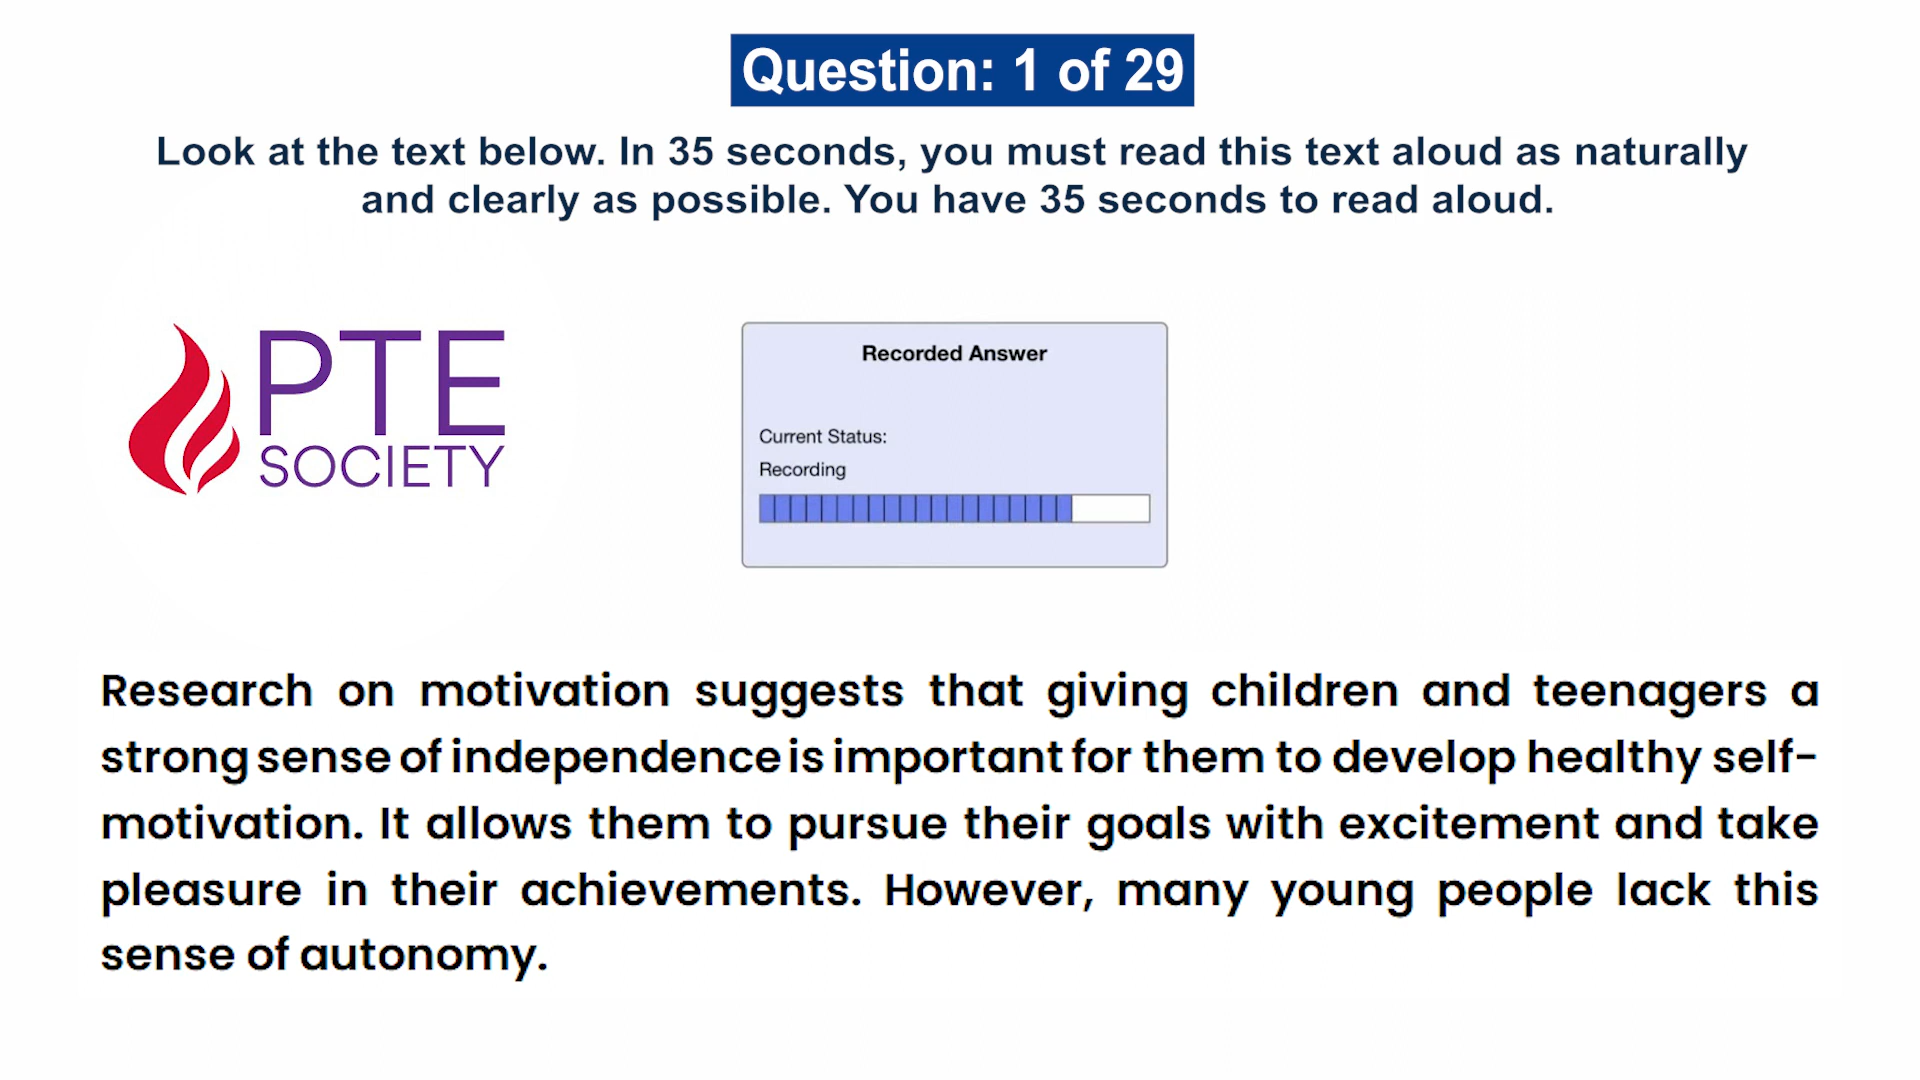 Question: 1 of 29
Look at the text below. In 35 seconds, you must read this text aloud as naturally
and clearly as possible. You have 35 seconds to read aloud.
PTE
SOCIETY
Recorded Answer
Current Status:
Recording
Research on motivation suggests that giving children and teenagers a
strong sense of independence is important for them to develop healthy self-
motivation. It allows them to pursue their goals with excitement and take
pleasure in their achievements. However, many young people lack this
sense of autonomy.